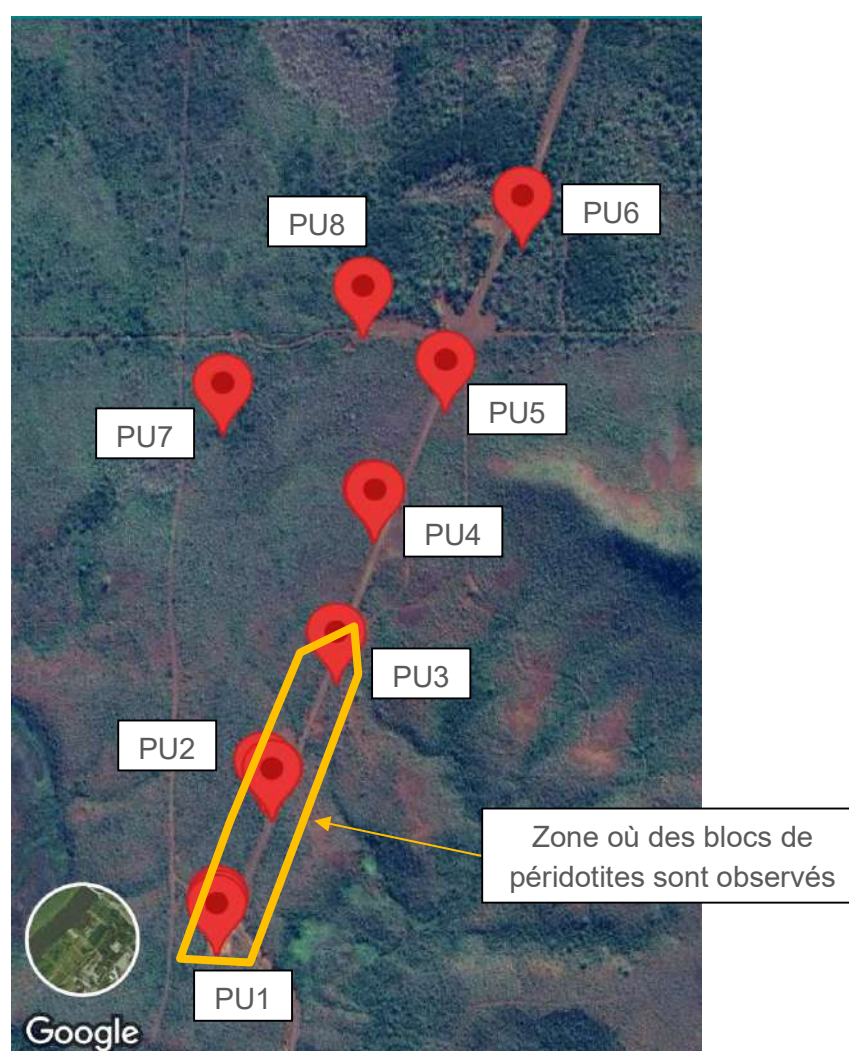 PU6
PU8
PU5
PU7
PU4
PU3
PU2
Zone où des blocs de
péridotites sont observés
PU1
Google